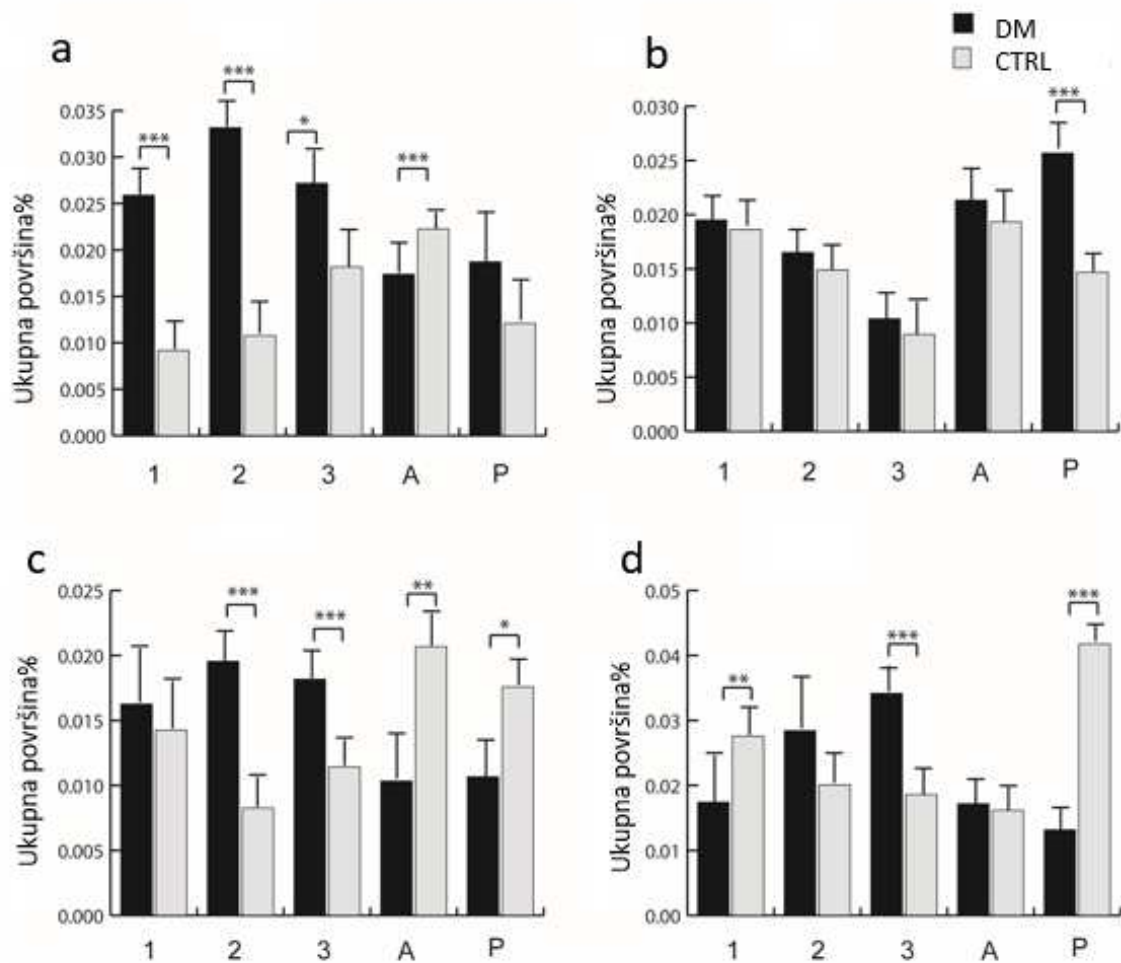 DM
CTRL
a
***
***
*
***
Ukupna površina%
0.035
0.030
0.025
0.020
0.015
0.010
0.005
0.000
1 2 3 A P
b
***
Ukupna površina%
0.030
0.025
0.020
0.015
0.010
0.005
0.000
1 2 3 A P
c
***
***
**
*
Ukupna površina%
0.025
0.020
0.015
0.010
0.005
0.000
1 2 3 A P
d
**
***
***
Ukupna površina%
0.05
0.04
0.03
0.02
0.01
0.00
1 2 3 A P